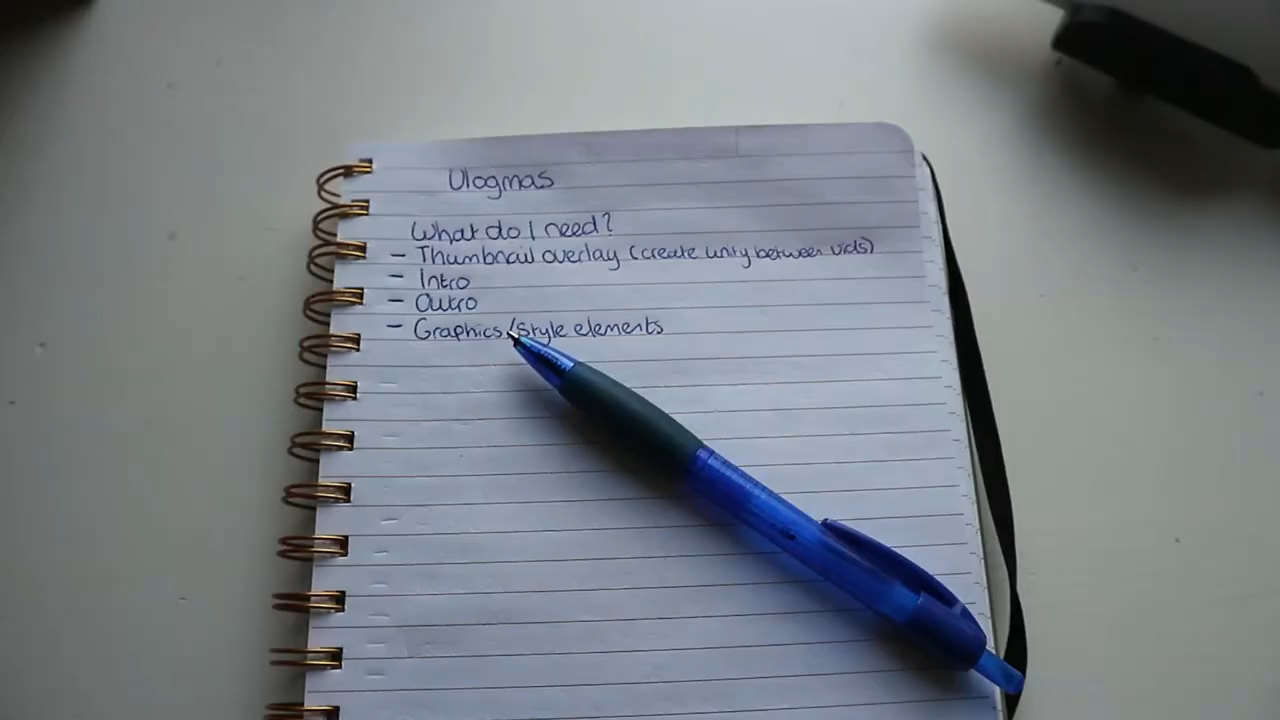 Vlogmas
What do I need?
- Thumbnail overlay (create unity between vids)
- Intro
- Outro
- Graphics/style elements